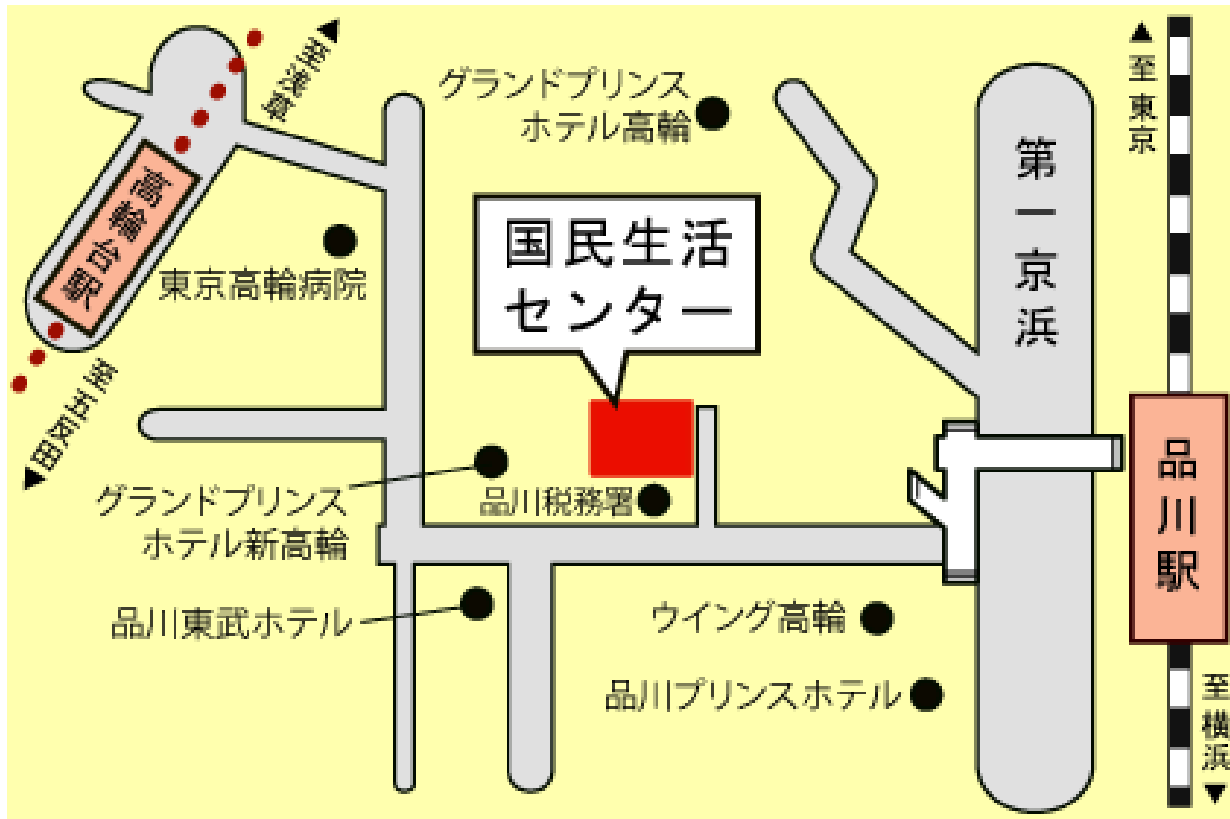 至浅草
グランドプリンス
ホテル高輪
▲至東京
第一京浜
高輪台駅
国民生活
センター
東京高輪病院
至五反田
品川駅
グランドプリンス
ホテル新高輪
品川税務署
品川東武ホテル
ウイング高輪
品川プリンスホテル
至横浜▼